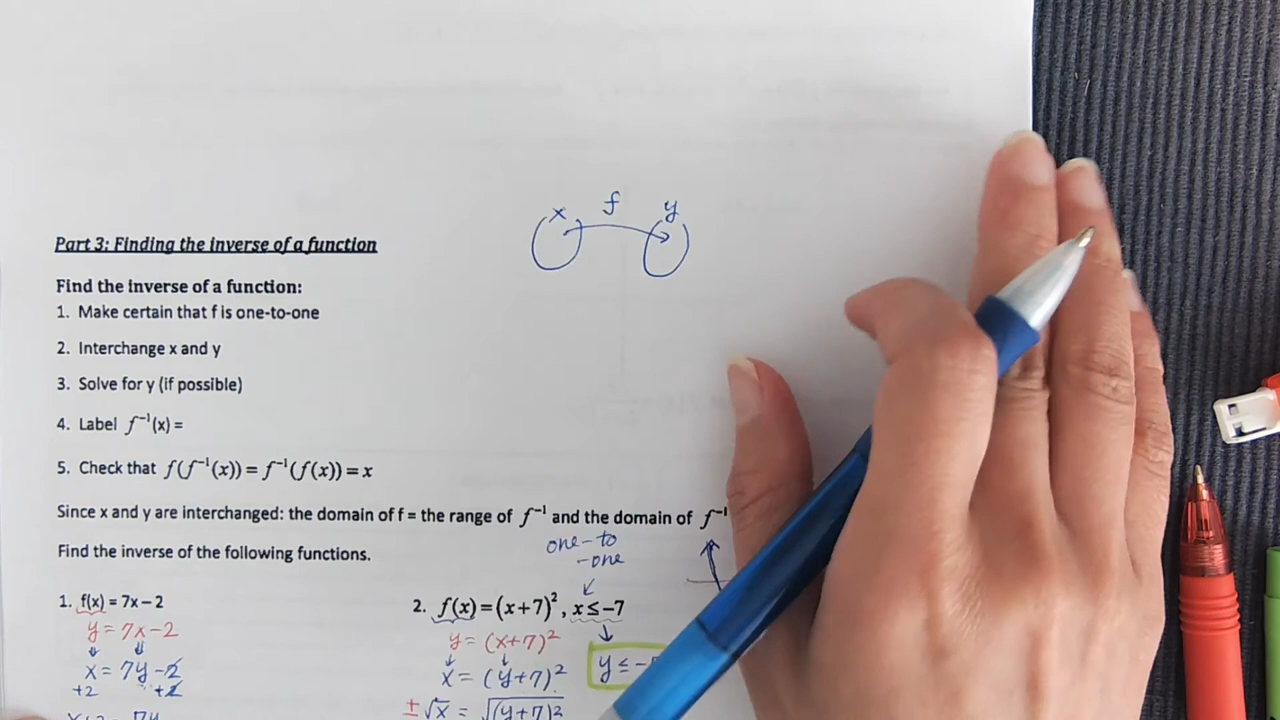 x f y
Part 3: Finding the inverse of a function
Find the inverse of a function:
1. Make certain that f is one-to-one
2. Interchange x and y
3. Solve for y (if possible)
4. Label f⁻¹(x) =
5. Check that f(f⁻¹(x)) = f⁻¹(f(x)) = x
Since x and y are interchanged: the domain of f = the range of f⁻¹ and the domain of f⁻¹
one-to
-one
Find the inverse of the following functions.
1. f(x) = 7x – 2
y = 7x - 2
x = 7y - 2
+2 +2
2. f(x) = (x+7)², x ≤ -7
y = (x+7)²
x = (y+7)²
y ≤ -
± √x = √(y+7)²